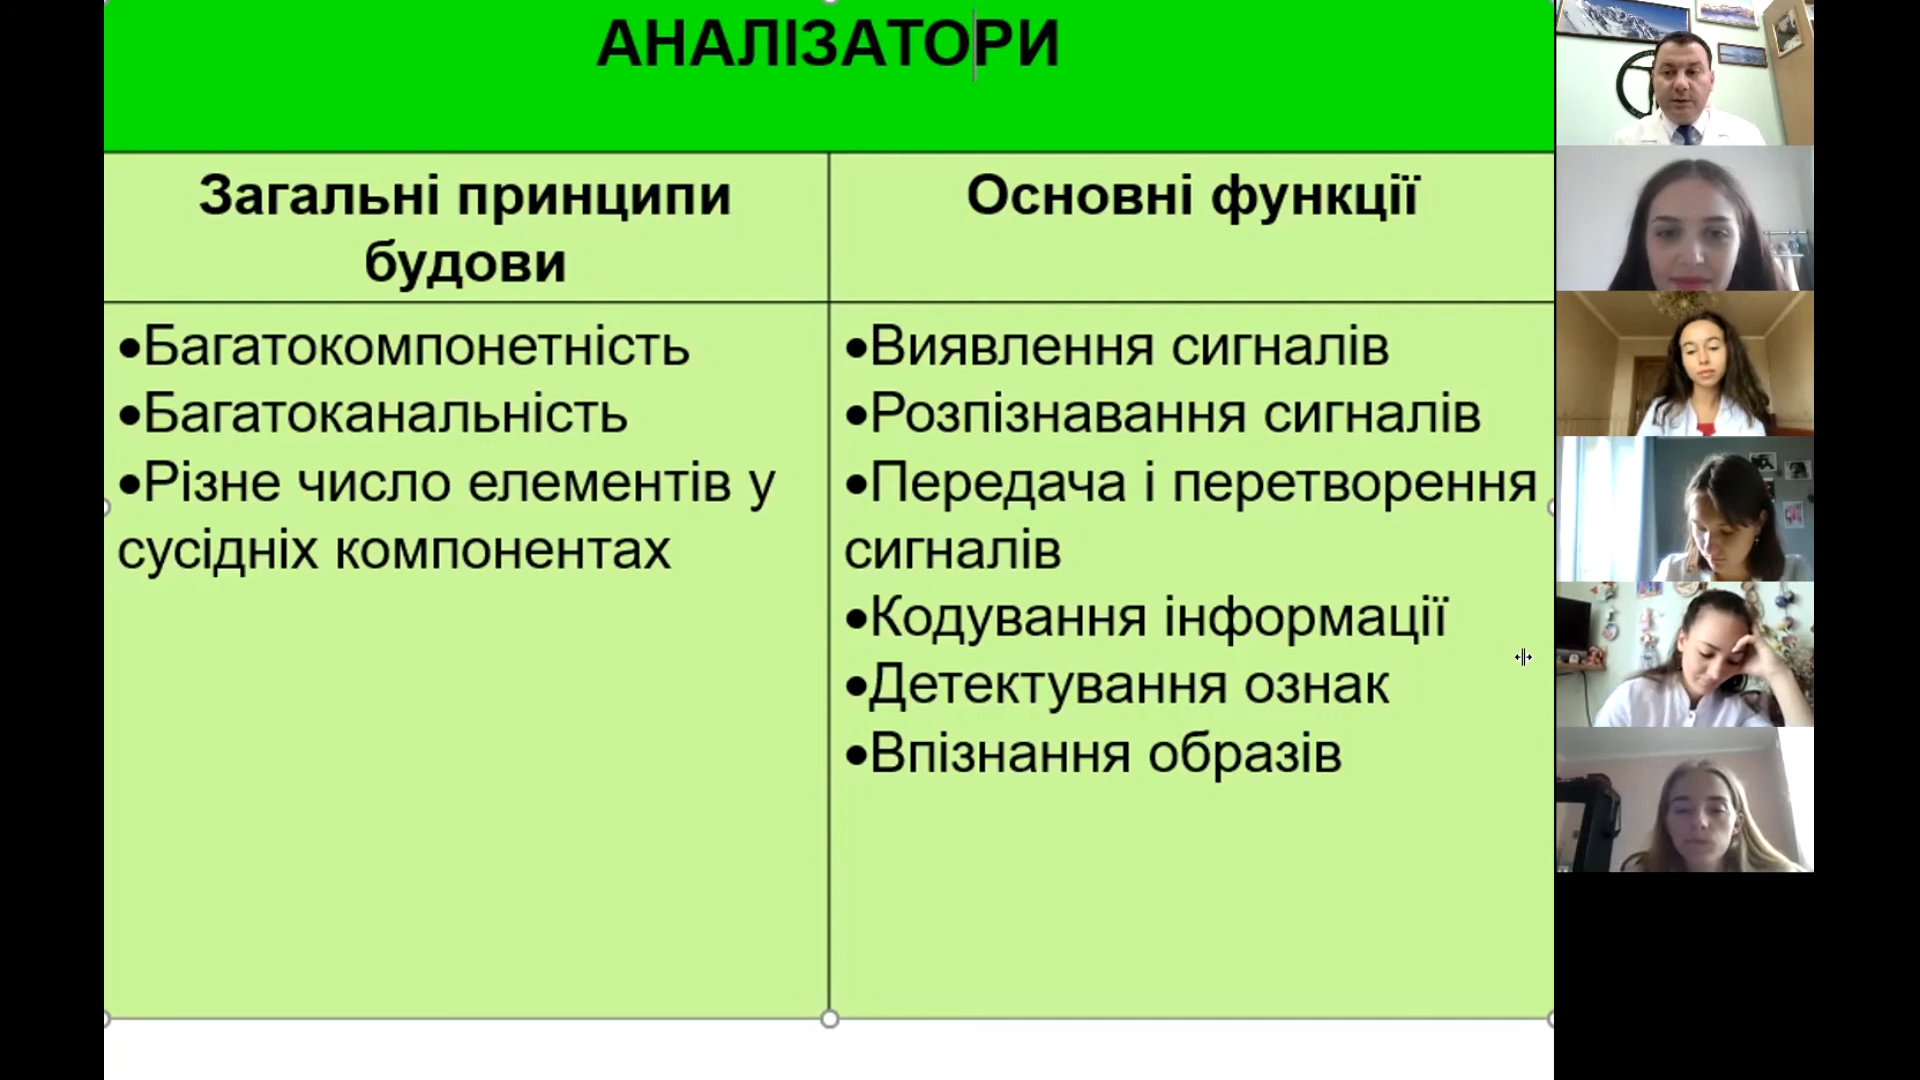 АНАЛІЗАТОРИ
Загальні принципи
будови
Основні функції
•Багатокомпонетність
•Багатоканальність
•Різне число елементів у
сусідніх компонентах
•Виявлення сигналів
•Розпізнавання сигналів
•Передача і перетворення
сигналів
•Кодування інформації
•Детектування ознак
•Впізнання образів